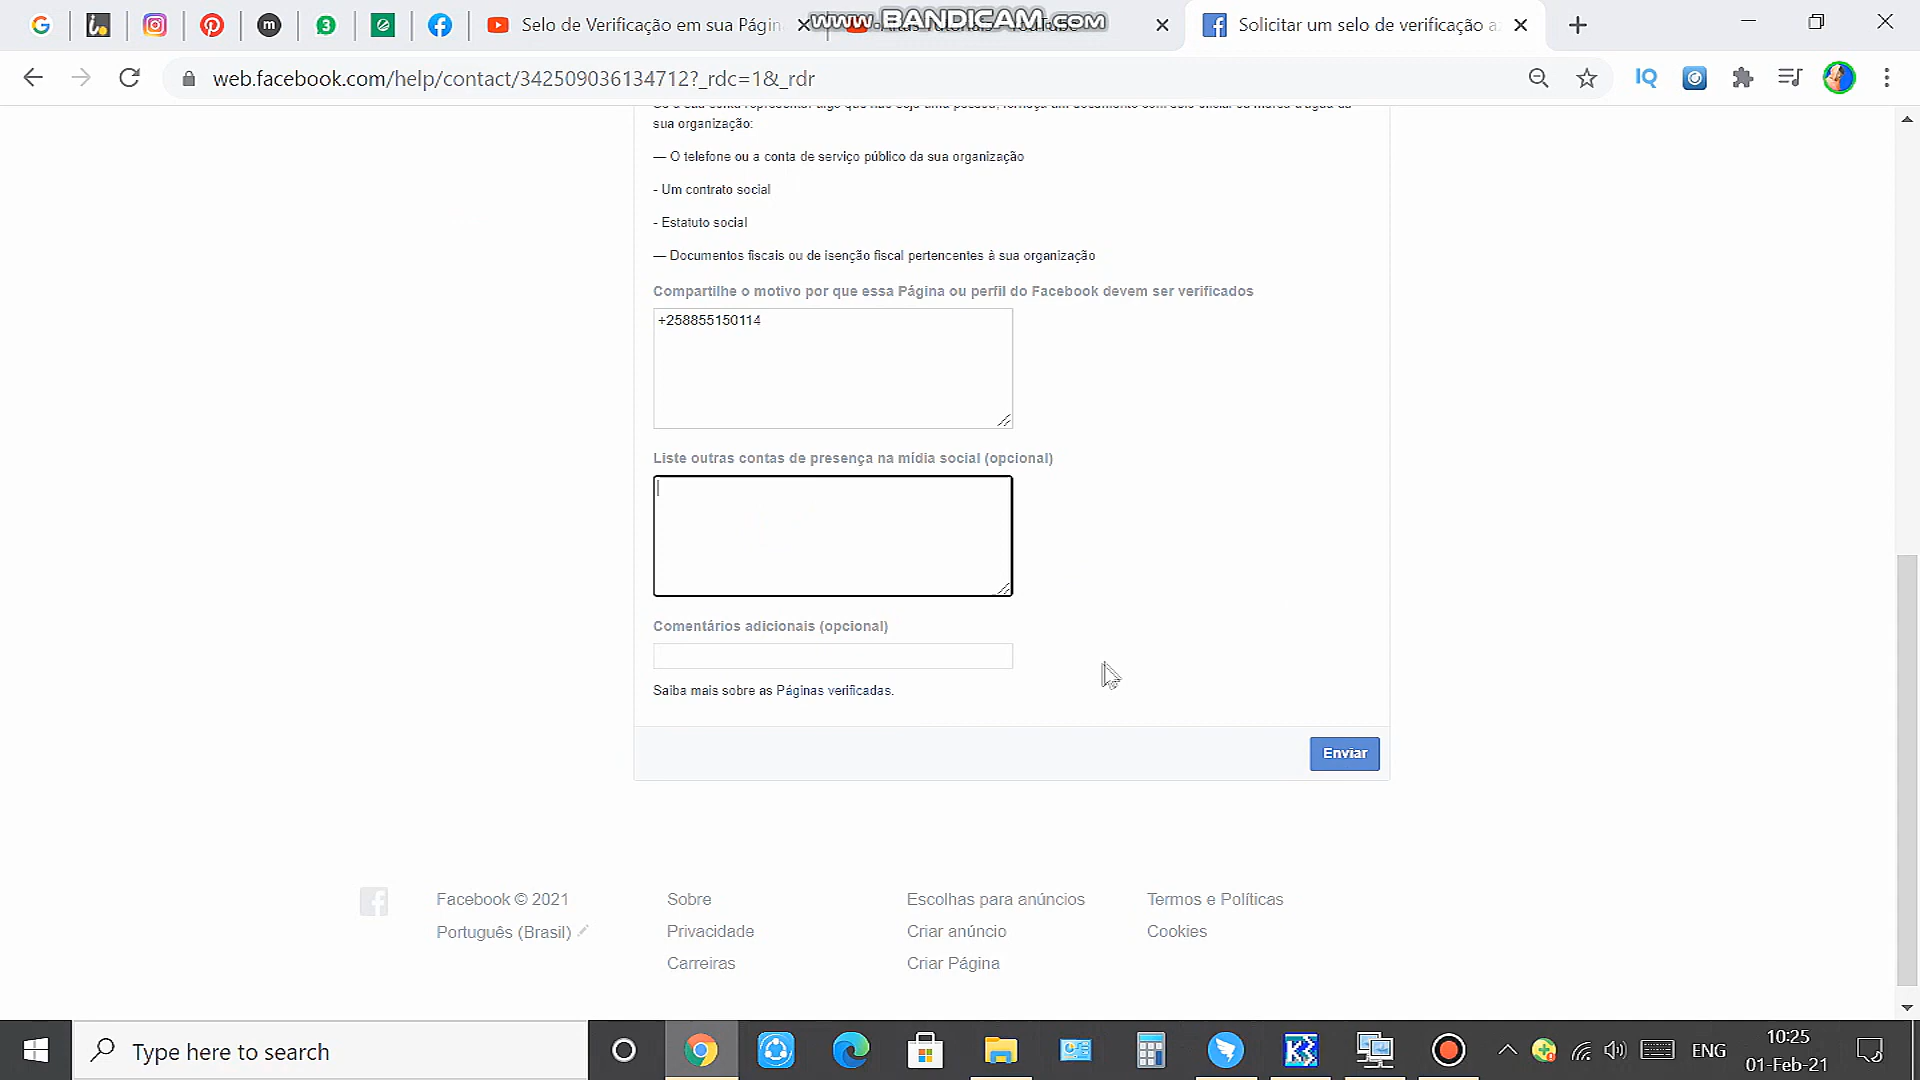 Selo de Verificação em sua Págin
www.BANDICAM.com
Solicitar um selo de verificação a
web.facebook.com/help/contact/342509036134712?_rdc=1&_rdr
IQ
sua organização:
— O telefone ou a conta de serviço público da sua organização
- Um contrato social
- Estatuto social
— Documentos fiscais ou de isenção fiscal pertencentes à sua organização
Compartilhe o motivo por que essa Página ou perfil do Facebook devem ser verificados
+258855150114
Liste outras contas de presença na mídia social (opcional)
Comentários adicionais (opcional)
Saiba mais sobre as Páginas verificadas.
Enviar
Facebook © 2021
Sobre
Escolhas para anúncios
Termos e Políticas
Português (Brasil)
Privacidade
Criar anúncio
Cookies
Carreiras
Criar Página
Type here to search
ENG
10:25
01-Feb-21